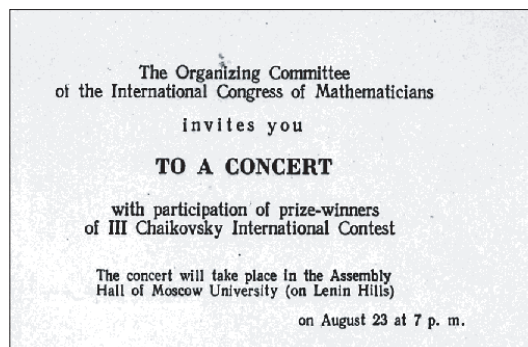 The Organizing Committee
of the International Congress of Mathematicians
invites you
TO A CONCERT
with participation of prize-winners
of III Chaikovsky International Contest
The concert will take place in the Assembly
Hall of Moscow University (on Lenin Hills)
on August 23 at 7 p. m.